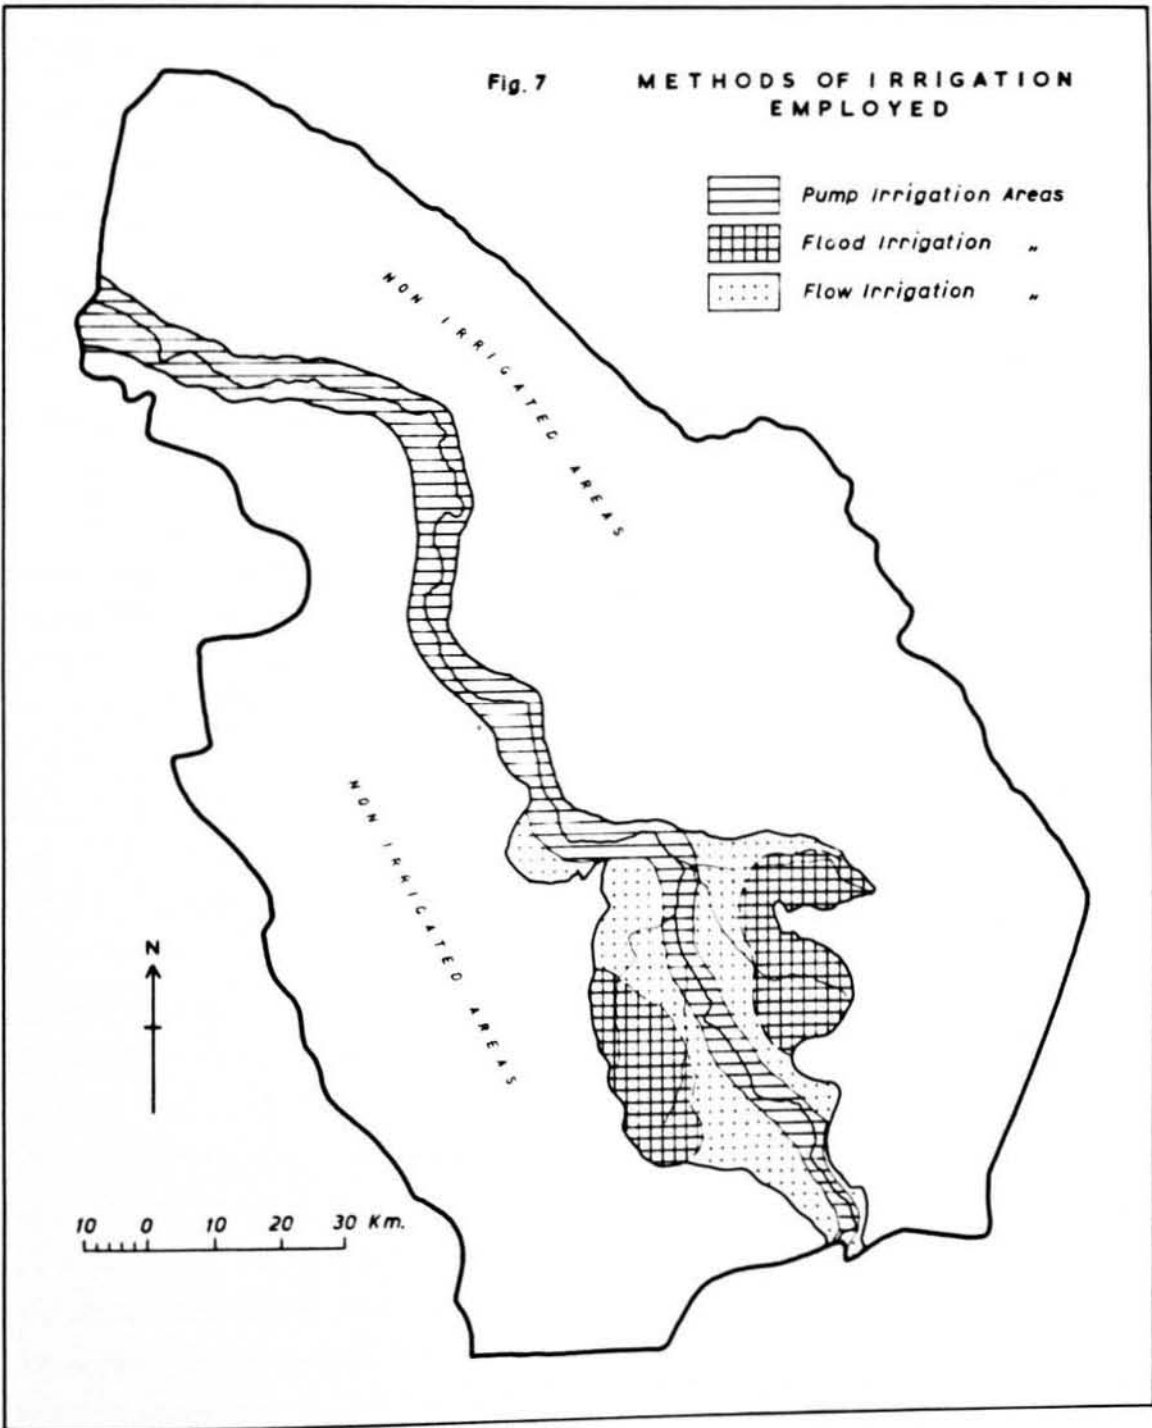 Fig. 7
METHODS OF IRRIGATION
EMPLOYED
Pump Irrigation Areas
Flood Irrigation „
Flow Irrigation „
NON IRRIGATED AREAS
NON IRRIGATED AREAS
N
10 0 10 20 30 Km.